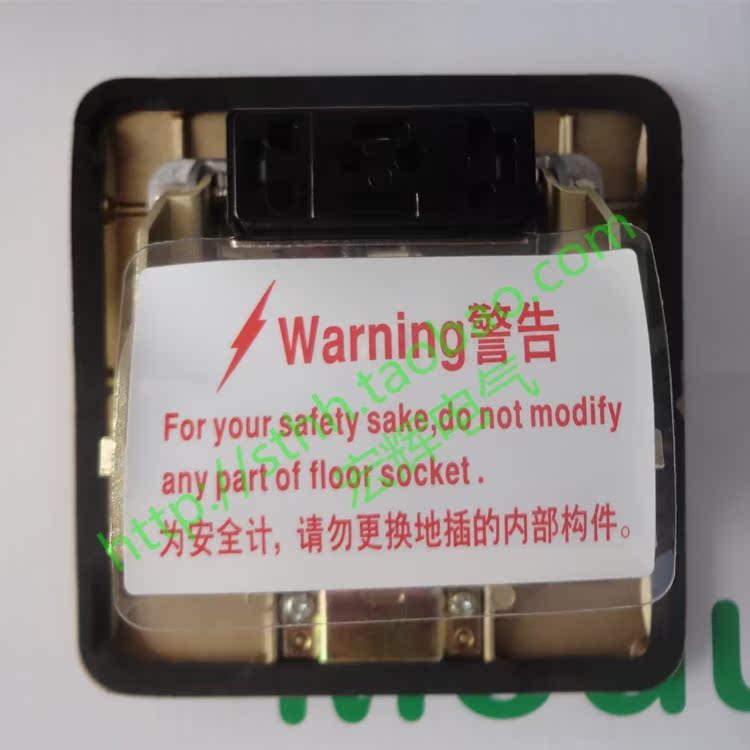 Warning警告
For your safety sake,do not modify
any part of floor socket .
为安全计，请勿更换地插的内部构件。
http://sthh.taobao.com
宏辉电气